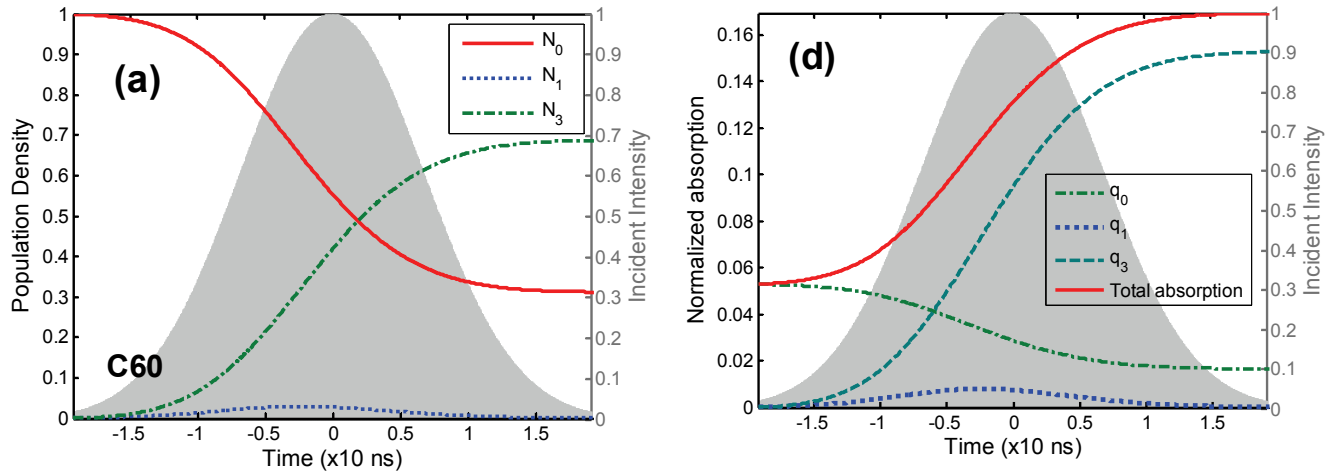 (a)
C60
Population Density
1
0.9
0.8
0.7
0.6
0.5
0.4
0.3
0.2
0.1
0
N0
N1
N3
1
0.9
0.8
0.7
0.6
0.5
0.4
0.3
0.2
0.1
0
Incident Intensity
-1.5 -1 -0.5 0 0.5 1 1.5
Time (x10 ns)
(d)
Normalized absorption
0.16
0.14
0.12
0.10
0.08
0.06
0.04
0.02
0
q0
q1
q3
Total absorption
1
0.9
0.8
0.7
0.6
0.5
0.4
0.3
0.2
0.1
0
Incident Intensity
-1.5 -1 -0.5 0 0.5 1 1.5
Time (x10 ns)